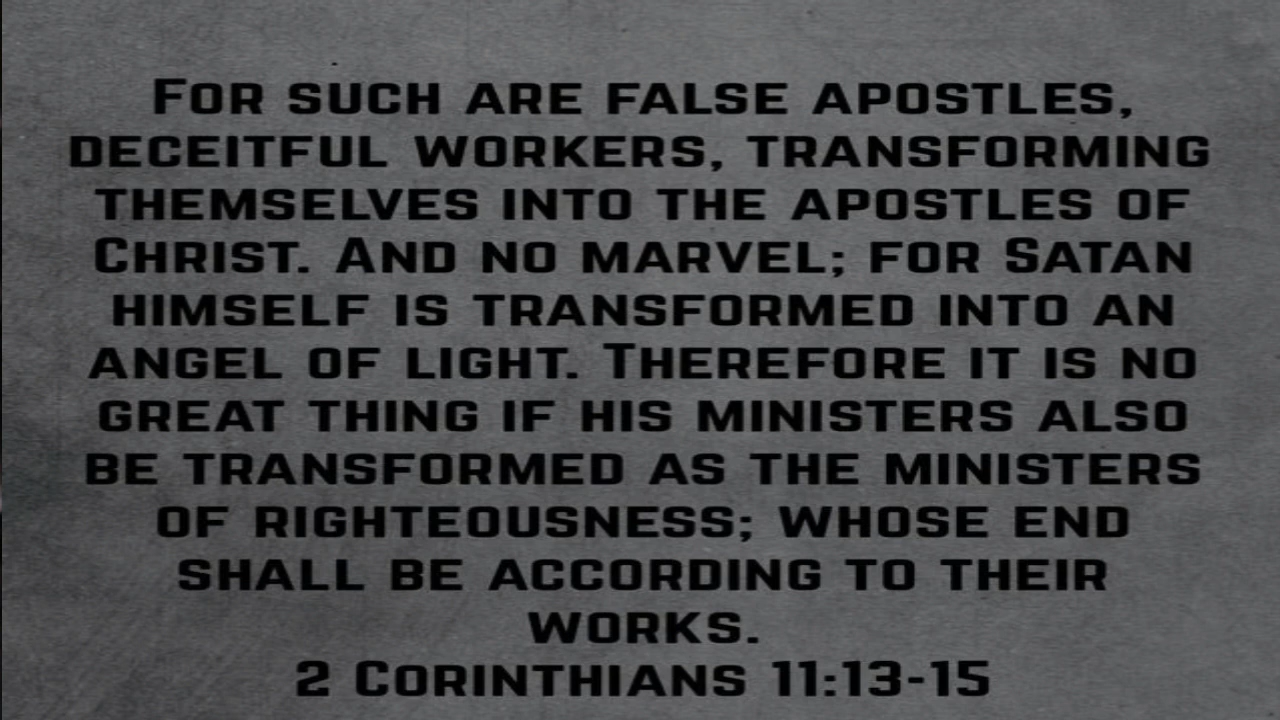 For such are false apostles,
deceitful workers, transforming
themselves into the apostles of
Christ. And no marvel; for Satan
himself is transformed into an
angel of light. Therefore it is no
great thing if his ministers also
be transformed as the ministers
of righteousness; whose end
shall be according to their
works.
2 Corinthians 11:13-15